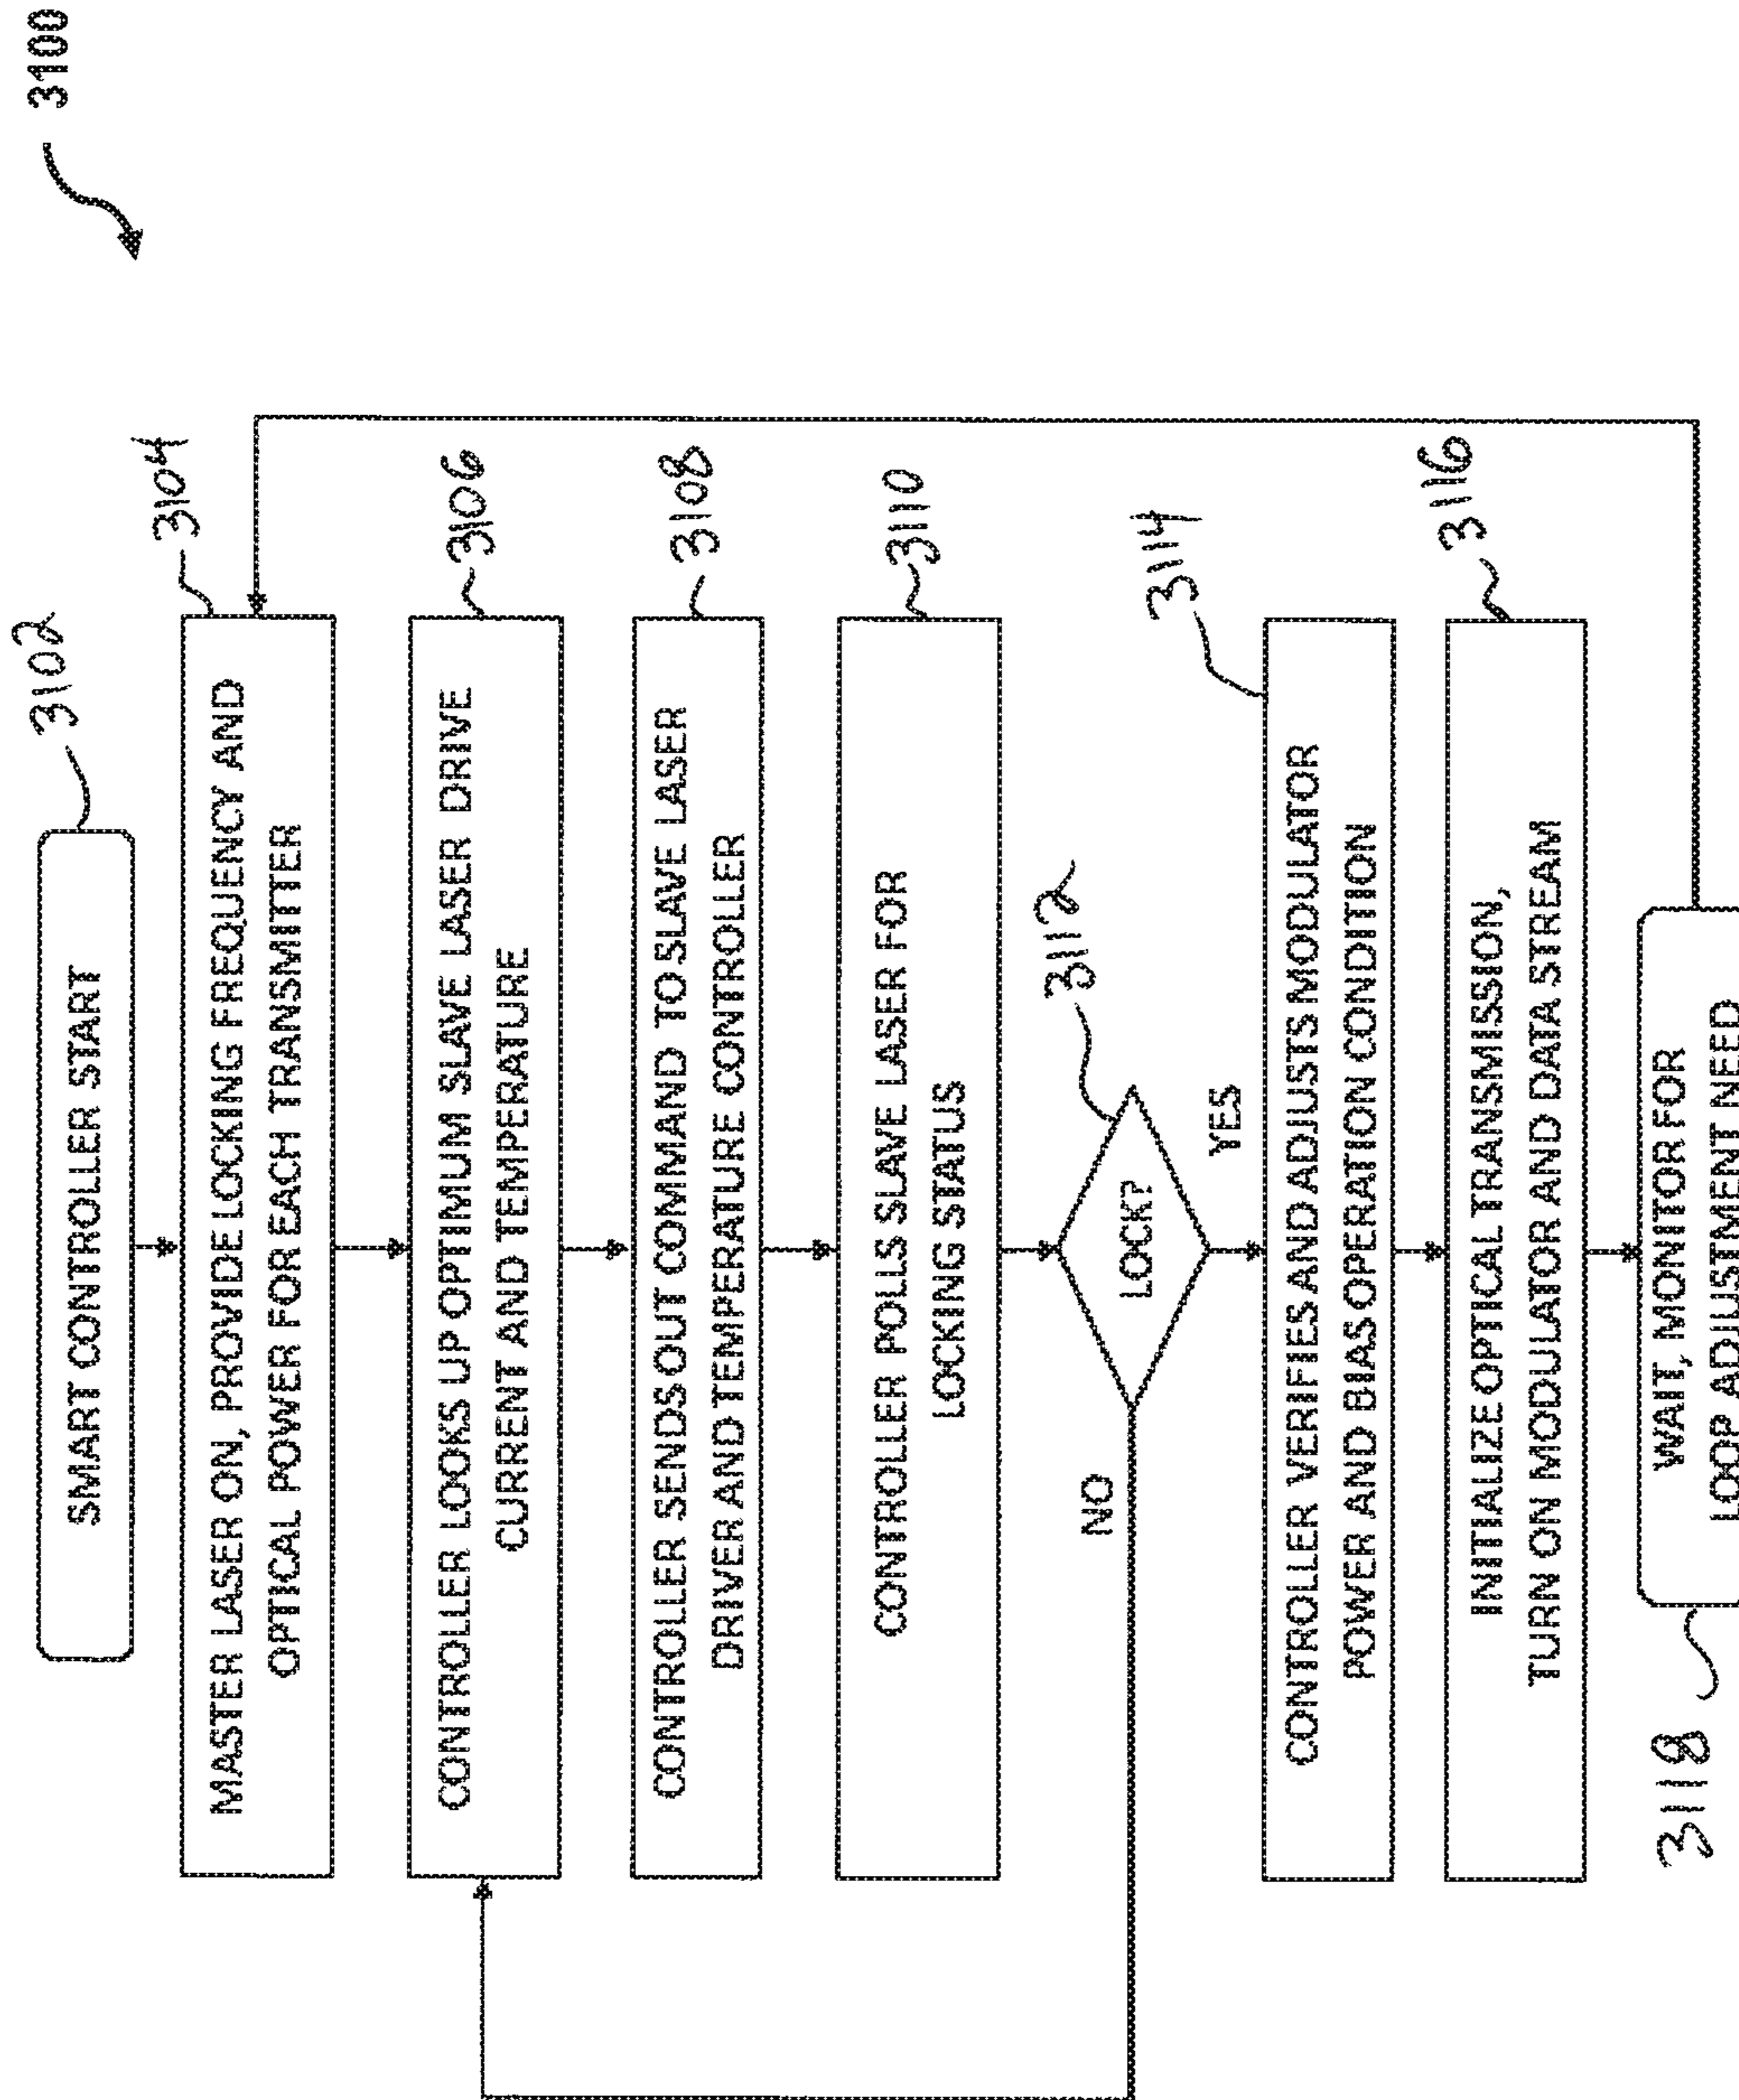 3100
SMART CONTROLLER START
3102
MASTER LASER ON, PROVIDE LOCKING FREQUENCY AND
OPTICAL POWER FOR EACH TRANSMITTER
3104
CONTROLLER LOOKS UP OPTIMUM SLAVE LASER DRIVE
CURRENT AND TEMPERATURE
3106
CONTROLLER SENDS OUT COMMAND TO SLAVE LASER
DRIVER AND TEMPERATURE CONTROLLER
3108
CONTROLLER POLLS SLAVE LASER FOR
LOCKING STATUS
3110
LOCK?
3112
NO
YES
CONTROLLER VERIFIES AND ADJUSTS MODULATOR
POWER AND BIAS OPERATION CONDITION
3114
INITIALIZE OPTICAL TRANSMISSION,
TURN ON MODULATOR AND DATA STREAM
3116
WAIT, MONITOR FOR
LOOP ADJUSTMENT NEED
3118